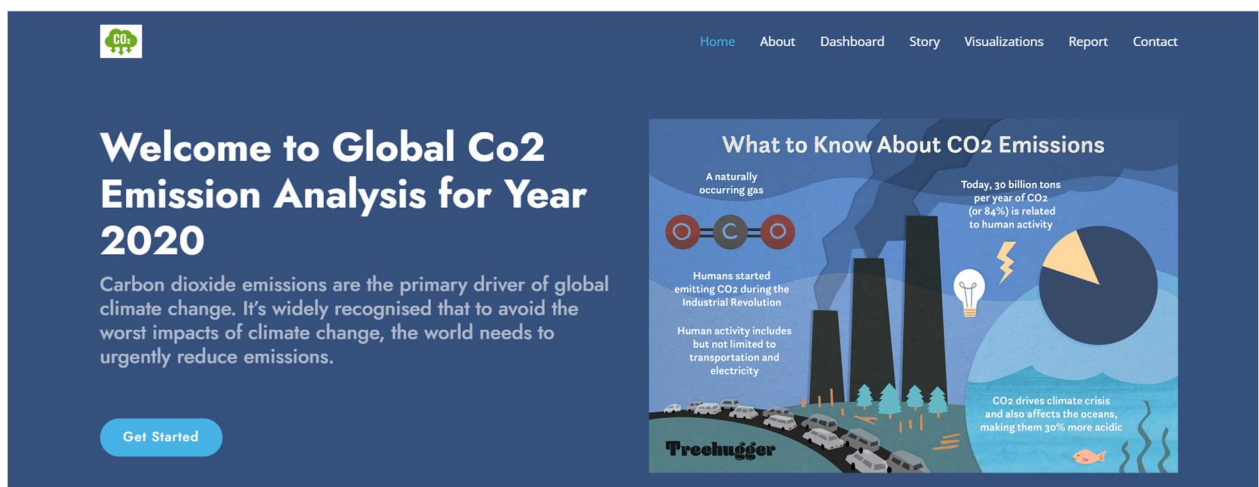 CO₂
Home About Dashboard Story Visualizations Report Contact
Welcome to Global Co2
Emission Analysis for Year
2020
Carbon dioxide emissions are the primary driver of global
climate change. It's widely recognised that to avoid the
worst impacts of climate change, the world needs to
urgently reduce emissions.
Get Started
What to Know About CO2 Emissions
A naturally
occurring gas
O C O
Humans started
emitting CO2 during the
Industrial Revolution
Human activity includes
but not limited to
transportation and
electricity
Today, 30 billion tons
per year of CO2
(or 84%) is related
to human activity
CO2 drives climate crisis
and also affects the oceans,
making them 30% more acidic
Treehugger